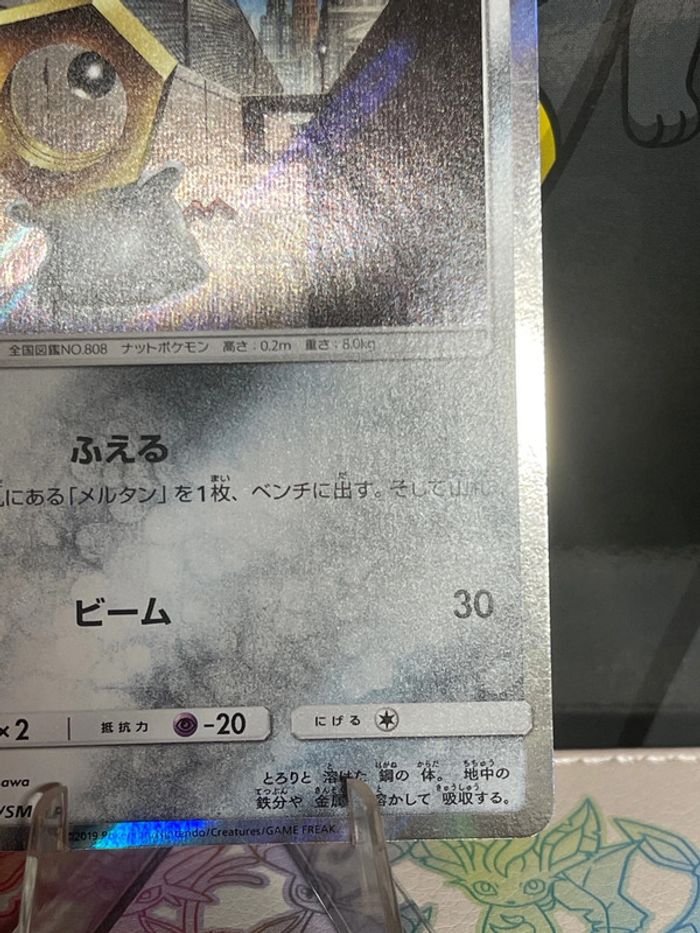 全国図鑑NO.808 ナットポケモン 高さ:0.2m 重さ:8.0kg
ふえる
にある「メルタン」を1枚、ベンチに出す。そして山札
ビーム 30
×2 抵抗力 -20 にげる
awa
とろりと 溶けた 鋼の 体。 地中の
鉄分や 金属 溶かして 吸収する。
/SM-P
©2019 Pokémon/Nintendo/Creatures/GAME FREAK